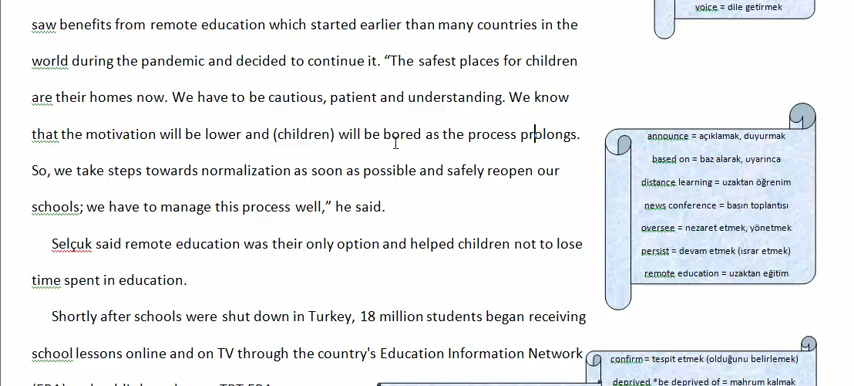 saw benefits from remote education which started earlier than many countries in the
world during the pandemic and decided to continue it. “The safest places for children
are their homes now. We have to be cautious, patient and understanding. We know
that the motivation will be lower and (children) will be bored as the process prolongs.
So, we take steps towards normalization as soon as possible and safely reopen our
schools; we have to manage this process well,” he said.
Selçuk said remote education was their only option and helped children not to lose
time spent in education.
Shortly after schools were shut down in Turkey, 18 million students began receiving
school lessons online and on TV through the country's Education Information Network
voice = dile getirmek
announce = açıklamak, duyurmak
based on = baz alarak, uyarınca
distance learning = uzaktan öğrenim
news conference = basın toplantısı
oversee = nezaret etmek, yönetmek
persist = devam etmek (ısrar etmek)
remote education = uzaktan eğitim
confirm = tespit etmek (olduğunu belirlemek)
deprived *be deprived of = mahrum kalmak